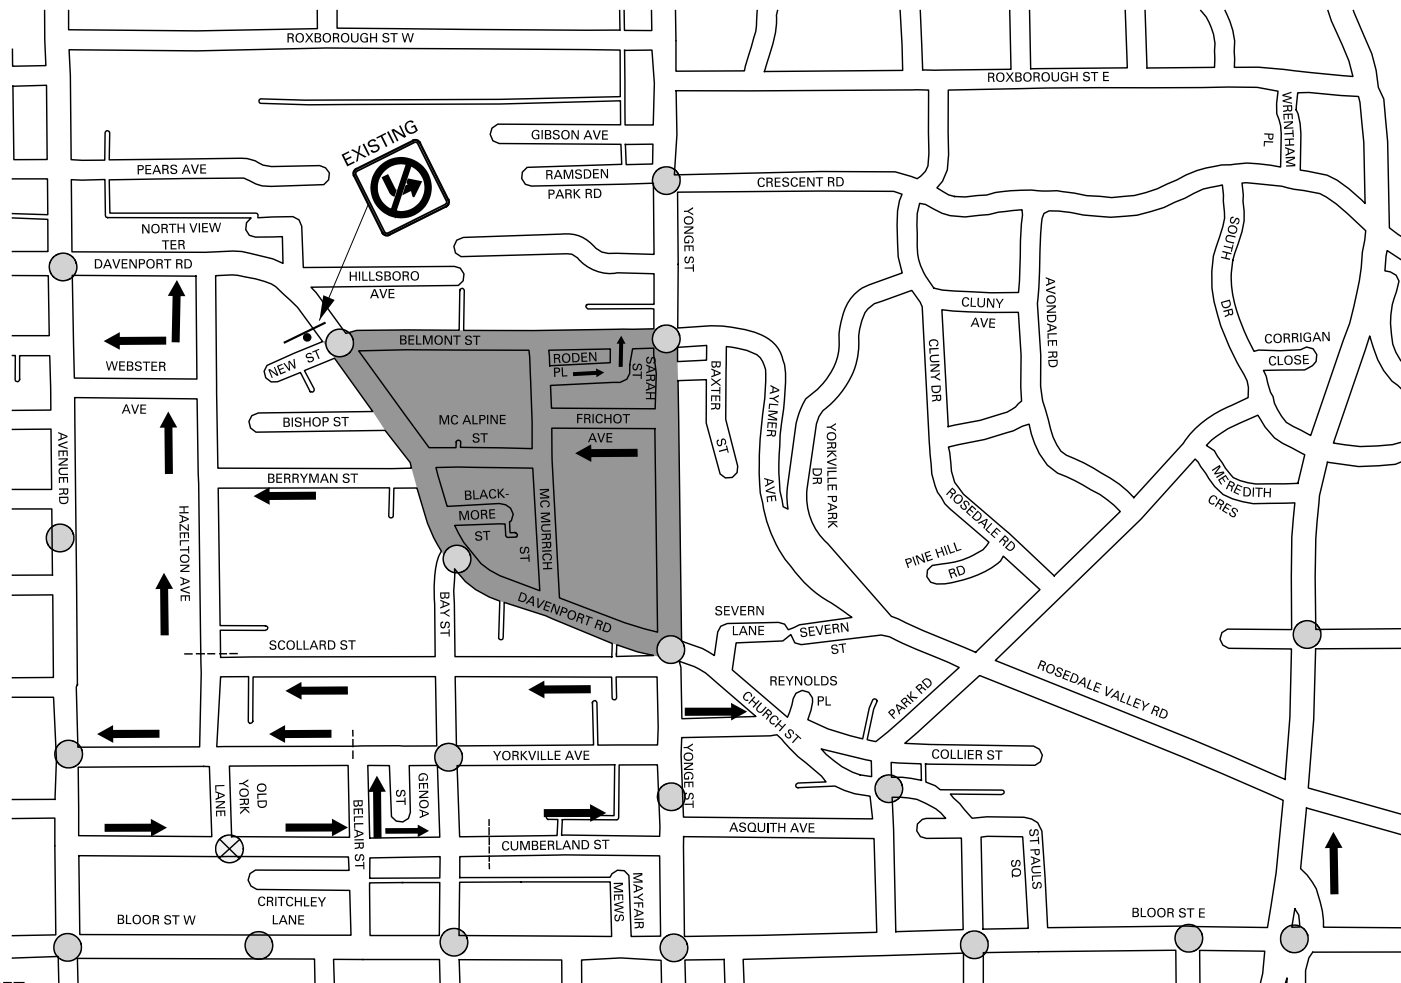 ROXBOROUGH ST W
ROXBOROUGH ST E
WRENTHAM
PL
GIBSON AVE
EXISTING
PEARS AVE
RAMSDEN
PARK RD
CRESCENT RD
NORTH VIEW
TER
YONGE ST
SOUTH
DR
DAVENPORT RD
HILLSBORO
AVE
AVONDALE RD
CLUNY
AVE
BELMONT ST
CORRIGAN
CLOSE
NEW ST
RODEN
PL
SARAH
ST
CLUNY DR
WEBSTER
AVE
BAXTER
ST
AYLMER
AVE
BISHOP ST
MC ALPINE
ST
FRICHOT
AVE
YORKVILLE PARK
DR
AVENUE RD
BERRYMAN ST
MEREDITH
CRES
BLACK-
MORE
ST
MC MURRICH
ST
ROSEDALE RD
HAZELTON AVE
PINE HILL
RD
BAY ST
DAVENPORT RD
SEVERN
LANE
SEVERN
ST
SCOLLARD ST
REYNOLDS
PL
PARK RD
ROSEDALE VALLEY RD
CHURCH ST
YORKVILLE AVE
YONGE ST
COLLIER ST
OLD
YORK
LANE
BELLAIR ST
GENOA
ST
ASQUITH AVE
CUMBERLAND ST
ST PAULS
SQ
CRITCHLEY
LANE
MAYFAIR
MEWS
BLOOR ST W
BLOOR ST E